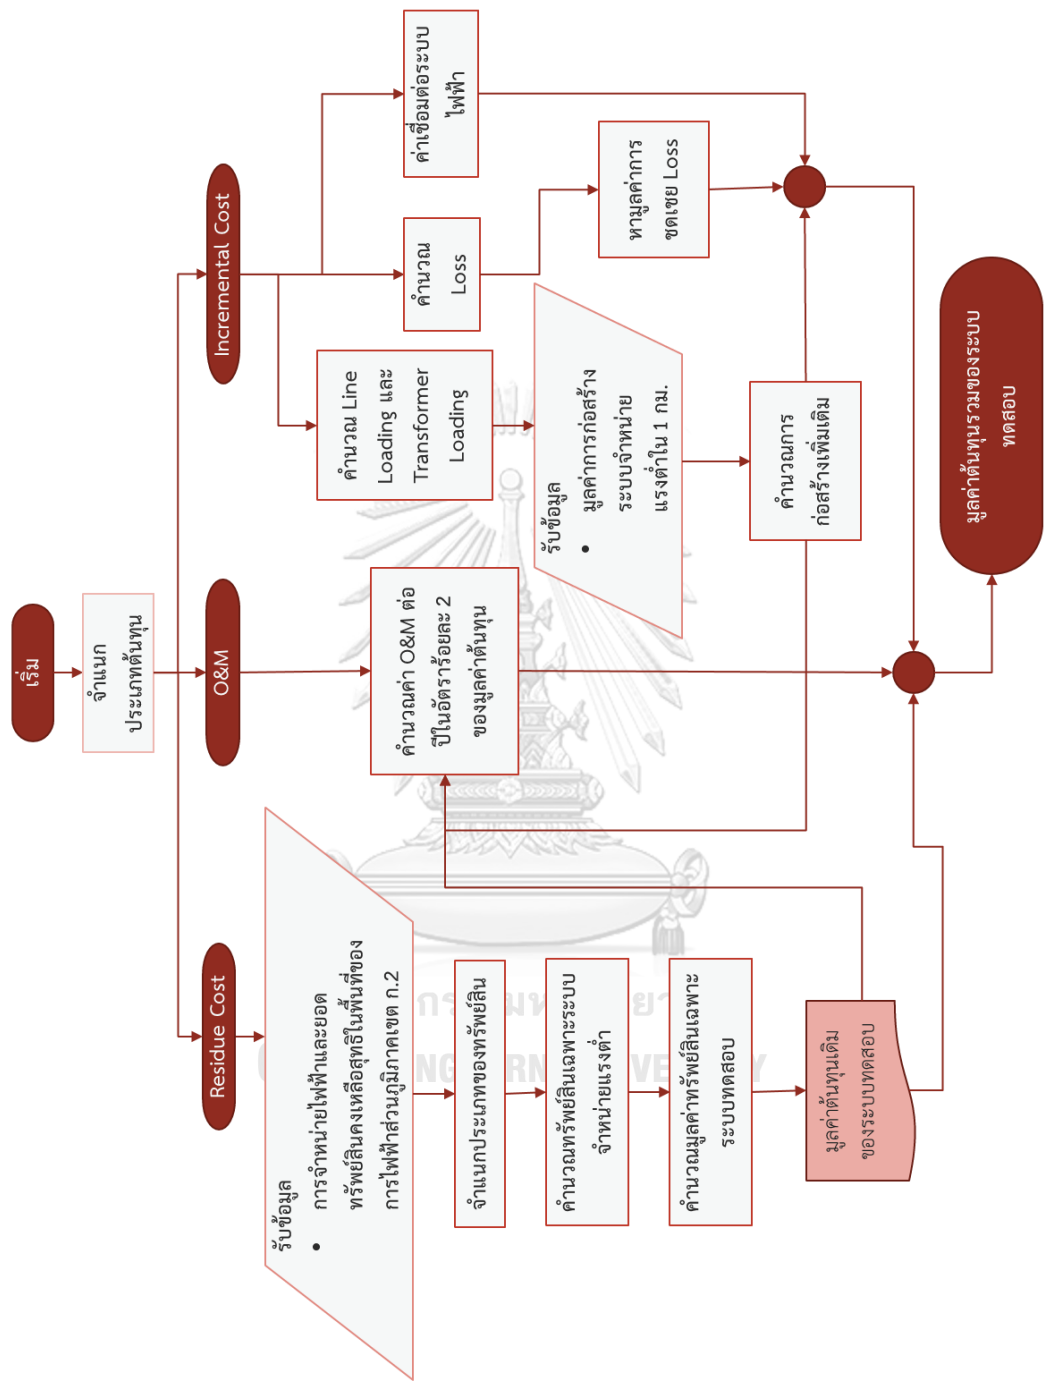 เริ่ม
จำแนก
ประเภทต้นทุน
Residue Cost
O&M
Incremental Cost
รับข้อมูล
• การจำหน่ายไฟฟ้าและยอด
ทรัพย์สินคงเหลือสุทธิในพื้นที่ของ
การไฟฟ้าส่วนภูมิภาคเขต ก.2
จำแนกประเภทของทรัพย์สิน
คำนวณทรัพย์สินเฉพาะระบบ
จำหน่ายแรงต่ำ
คำนวณมูลค่าทรัพย์สินเฉพาะ
ระบบทดสอบ
มูลค่าต้นทุนเดิม
ของระบบทดสอบ
คำนวณค่า O&M ต่อ
ปีในอัตราร้อยละ 2
ของมูลค่าต้นทุน
คำนวณ Line
Loading และ
Transformer
Loading
รับข้อมูล
• มูลค่าการก่อสร้าง
ระบบจำหน่าย
แรงต่ำใน 1 กม.
คำนวณการ
ก่อสร้างเพิ่มเติม
คำนวณ
Loss
หามูลค่าการ
ชดเชย Loss
ค่าเชื่อมต่อระบบ
ไฟฟ้า
มูลค่าต้นทุนรวมของระบบ
ทดสอบ